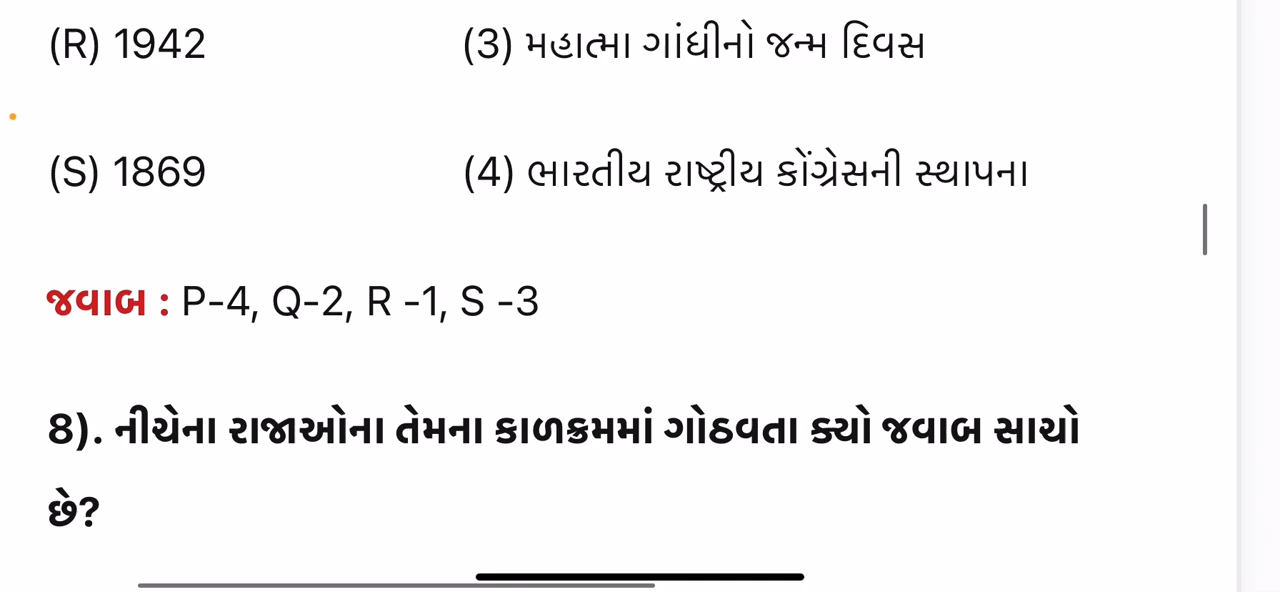 (R) 1942 (3) મહાત્મા ગાંધીનો જન્મ દિવસ
(S) 1869 (4) ભારતીય રાષ્ટ્રીય કોંગ્રેસની સ્થાપના
જવાબ : P-4, Q-2, R -1, S -3
8). નીચેના રાજાઓના તેમના કાળક્રમમાં ગોઠવતા ક્યો જવાબ સાચો
છે?